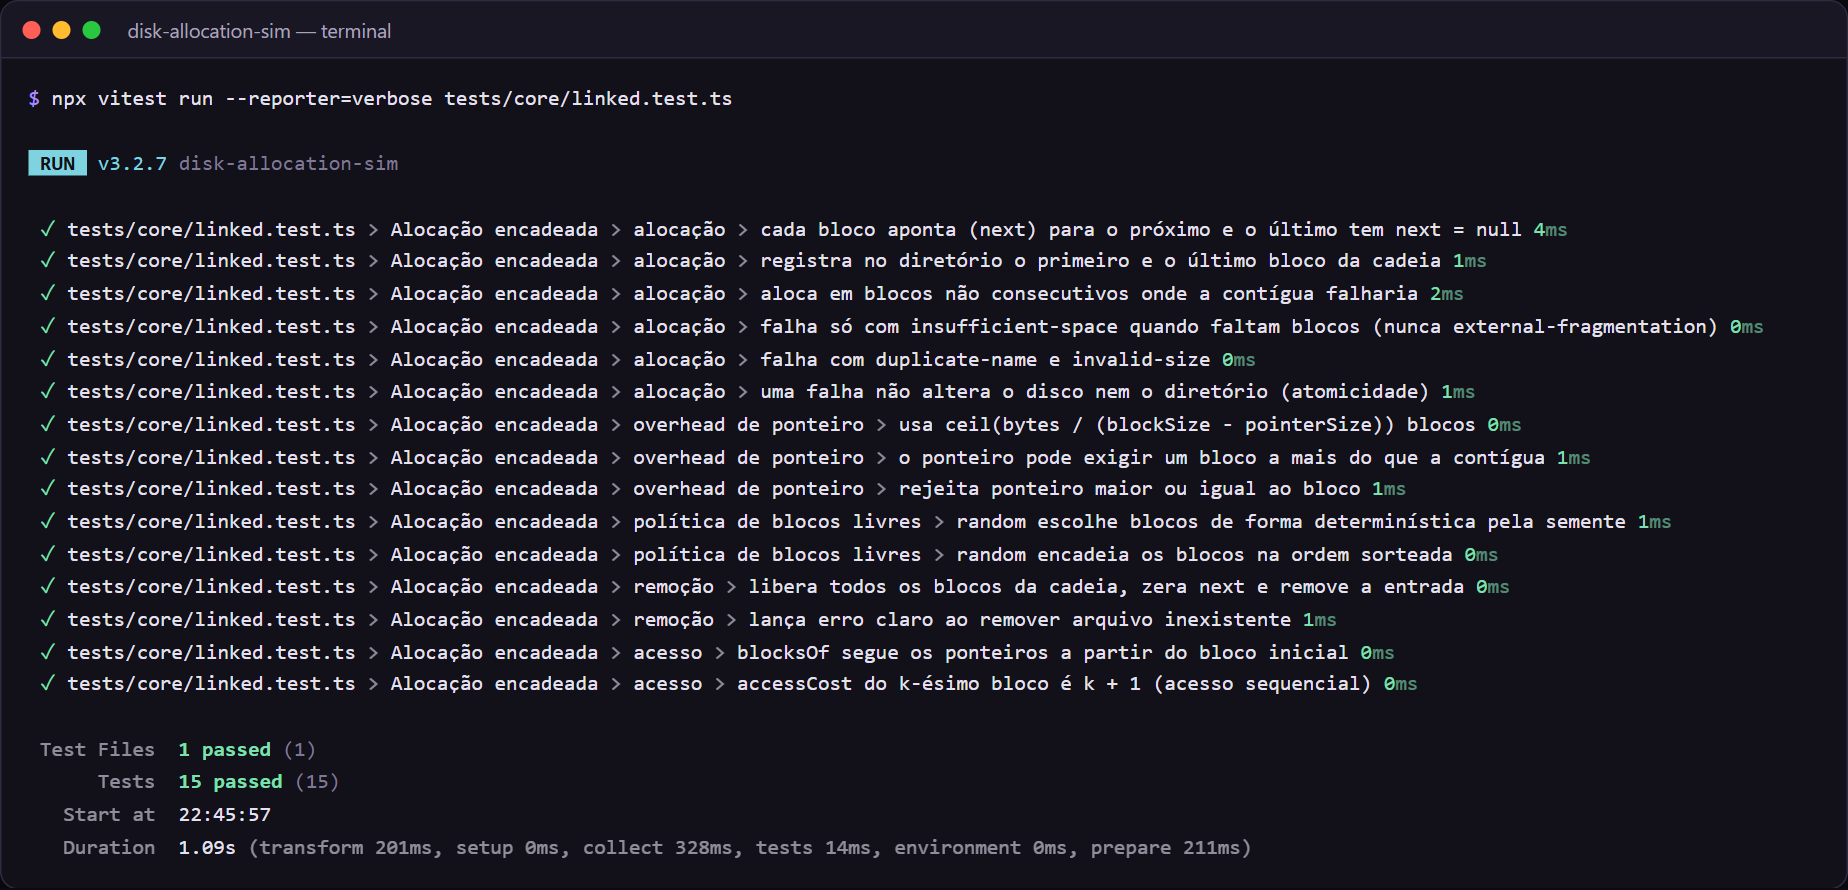 disk-allocation-sim — terminal
$ npx vitest run --reporter=verbose tests/core/linked.test.ts
RUN v3.2.7 disk-allocation-sim
✓ tests/core/linked.test.ts > Alocação encadeada > alocação > cada bloco aponta (next) para o próximo e o último tem next = null 4ms
✓ tests/core/linked.test.ts > Alocação encadeada > alocação > registra no diretório o primeiro e o último bloco da cadeia 1ms
✓ tests/core/linked.test.ts > Alocação encadeada > alocação > aloca em blocos não consecutivos onde a contígua falharia 2ms
✓ tests/core/linked.test.ts > Alocação encadeada > alocação > falha só com insufficient-space quando faltam blocos (nunca external-fragmentation) 0ms
✓ tests/core/linked.test.ts > Alocação encadeada > alocação > falha com duplicate-name e invalid-size 0ms
✓ tests/core/linked.test.ts > Alocação encadeada > alocação > uma falha não altera o disco nem o diretório (atomicidade) 1ms
✓ tests/core/linked.test.ts > Alocação encadeada > overhead de ponteiro > usa ceil(bytes / (blockSize - pointerSize)) blocos 0ms
✓ tests/core/linked.test.ts > Alocação encadeada > overhead de ponteiro > o ponteiro pode exigir um bloco a mais do que a contígua 1ms
✓ tests/core/linked.test.ts > Alocação encadeada > overhead de ponteiro > rejeita ponteiro maior ou igual ao bloco 1ms
✓ tests/core/linked.test.ts > Alocação encadeada > política de blocos livres > random escolhe blocos de forma determinística pela semente 1ms
✓ tests/core/linked.test.ts > Alocação encadeada > política de blocos livres > random encadeia os blocos na ordem sorteada 0ms
✓ tests/core/linked.test.ts > Alocação encadeada > remoção > libera todos os blocos da cadeia, zera next e remove a entrada 0ms
✓ tests/core/linked.test.ts > Alocação encadeada > remoção > lança erro claro ao remover arquivo inexistente 1ms
✓ tests/core/linked.test.ts > Alocação encadeada > acesso > blocksOf segue os ponteiros a partir do bloco inicial 0ms
✓ tests/core/linked.test.ts > Alocação encadeada > acesso > accessCost do k-ésimo bloco é k + 1 (acesso sequencial) 0ms
Test Files 1 passed (1)
Tests 15 passed (15)
Start at 22:45:57
Duration 1.09s (transform 201ms, setup 0ms, collect 328ms, tests 14ms, environment 0ms, prepare 211ms)